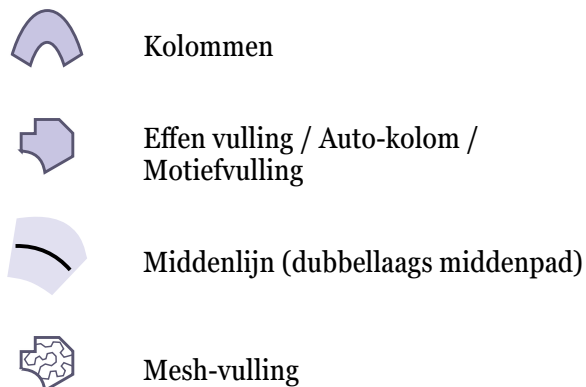 Kolommen
Effen vulling / Auto-kolom /
Motiefvulling
Middenlijn (dubbellaags middenpad)
Mesh-vulling